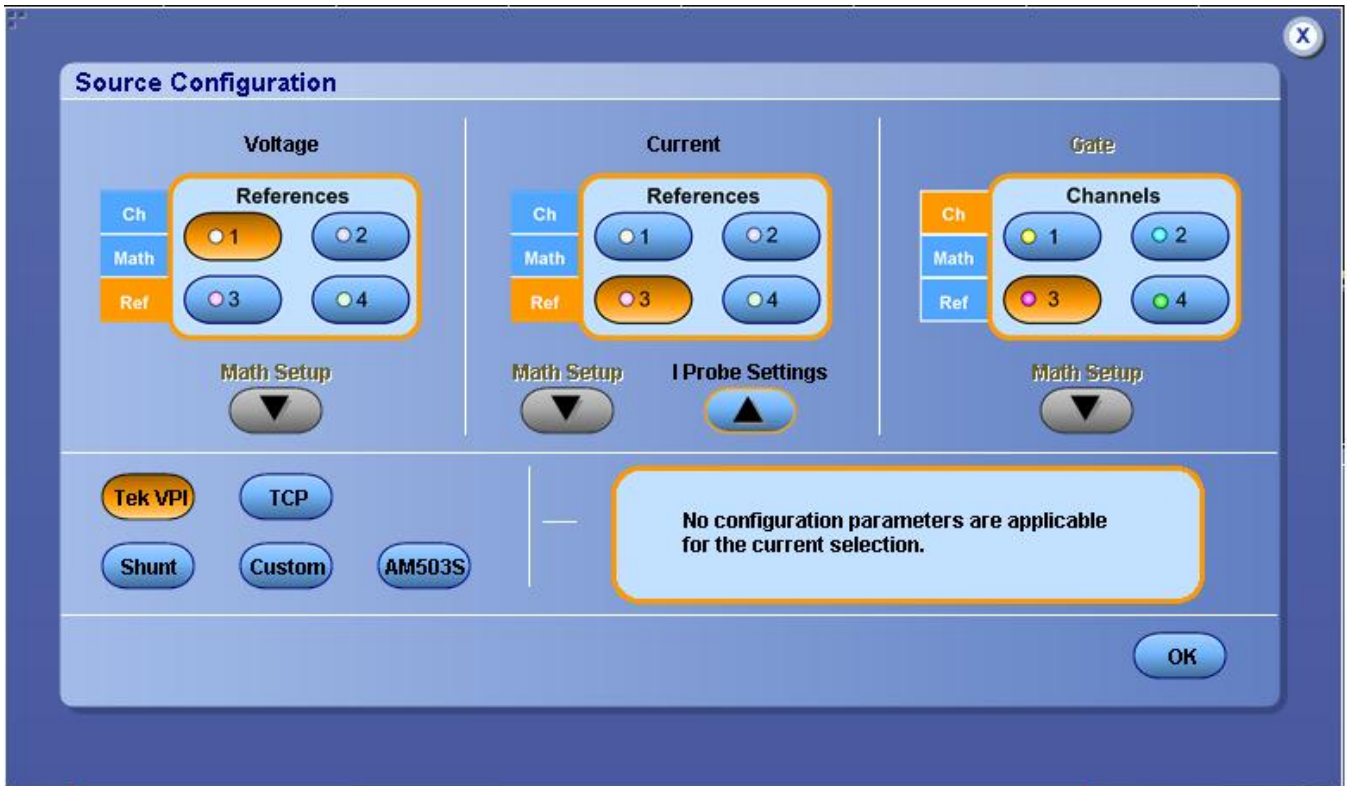 X
Source Configuration
Voltage
Current
Gate
References
References
Channels
Ch
Math
Ref
1
2
3
4
Ch
Math
Ref
1
2
3
4
Ch
Math
Ref
1
2
3
4
Math Setup
Math Setup
I Probe Settings
Math Setup
Tek VPI
TCP
Shunt
Custom
AM503S
No configuration parameters are applicable
for the current selection.
OK